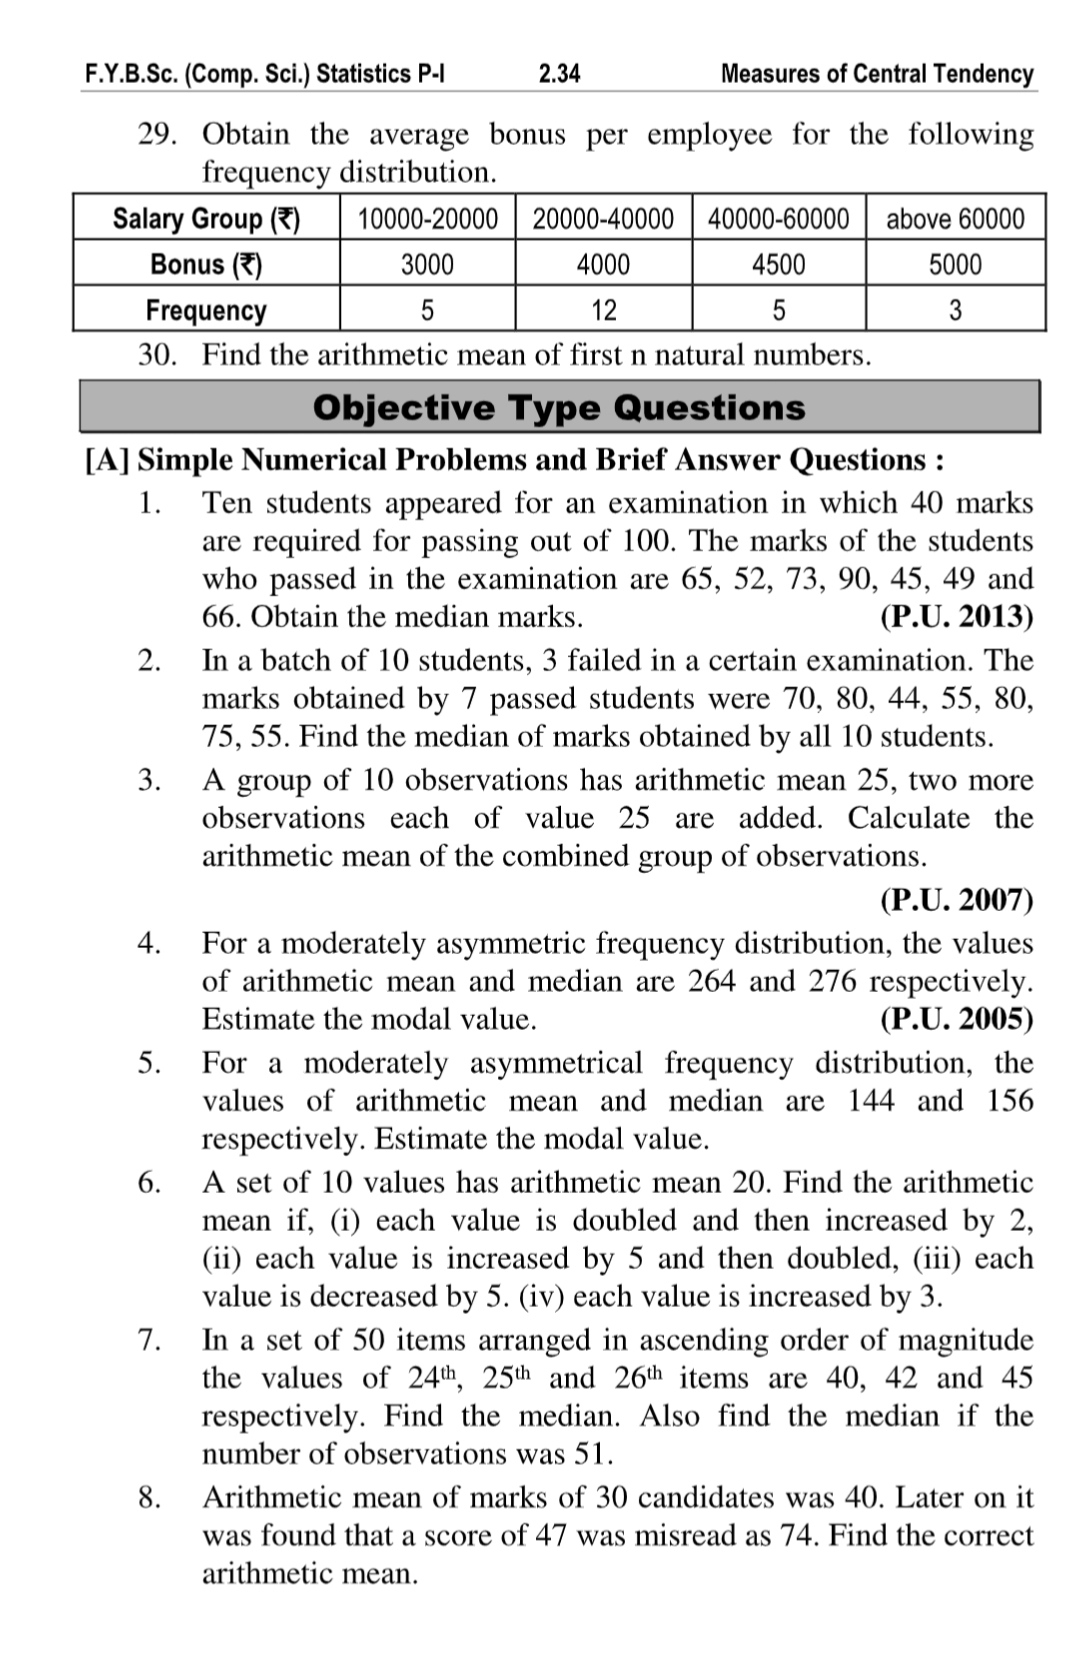 F.Y.B.Sc. (Comp. Sci.) Statistics P-I 2.34 Measures of Central Tendency
29. Obtain the average bonus per employee for the following
frequency distribution.
Salary Group (₹) 10000-20000 20000-40000 40000-60000 above 60000
Bonus (₹) 3000 4000 4500 5000
Frequency 5 12 5 3
30. Find the arithmetic mean of first n natural numbers.
Objective Type Questions
[A] Simple Numerical Problems and Brief Answer Questions :
1. Ten students appeared for an examination in which 40 marks
are required for passing out of 100. The marks of the students
who passed in the examination are 65, 52, 73, 90, 45, 49 and
66. Obtain the median marks. (P.U. 2013)
2. In a batch of 10 students, 3 failed in a certain examination. The
marks obtained by 7 passed students were 70, 80, 44, 55, 80,
75, 55. Find the median of marks obtained by all 10 students.
3. A group of 10 observations has arithmetic mean 25, two more
observations each of value 25 are added. Calculate the
arithmetic mean of the combined group of observations.
(P.U. 2007)
4. For a moderately asymmetric frequency distribution, the values
of arithmetic mean and median are 264 and 276 respectively.
Estimate the modal value. (P.U. 2005)
5. For a moderately asymmetrical frequency distribution, the
values of arithmetic mean and median are 144 and 156
respectively. Estimate the modal value.
6. A set of 10 values has arithmetic mean 20. Find the arithmetic
mean if, (i) each value is doubled and then increased by 2,
(ii) each value is increased by 5 and then doubled, (iii) each
value is decreased by 5. (iv) each value is increased by 3.
7. In a set of 50 items arranged in ascending order of magnitude
the values of 24th, 25th and 26th items are 40, 42 and 45
respectively. Find the median. Also find the median if the
number of observations was 51.
8. Arithmetic mean of marks of 30 candidates was 40. Later on it
was found that a score of 47 was misread as 74. Find the correct
arithmetic mean.